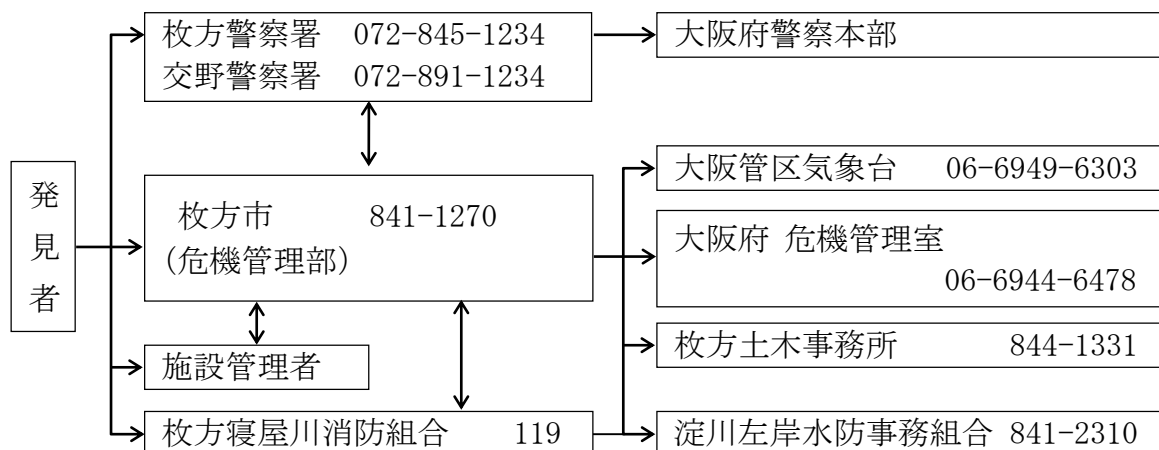 枚方警察署 072-845-1234
交野警察署 072-891-1234
大阪府警察本部
発見者
枚方市 841-1270
(危機管理部)
大阪管区気象台 06-6949-6303
大阪府 危機管理室
06-6944-6478
施設管理者
枚方土木事務所 844-1331
枚方寝屋川消防組合 119
淀川左岸水防事務組合 841-2310